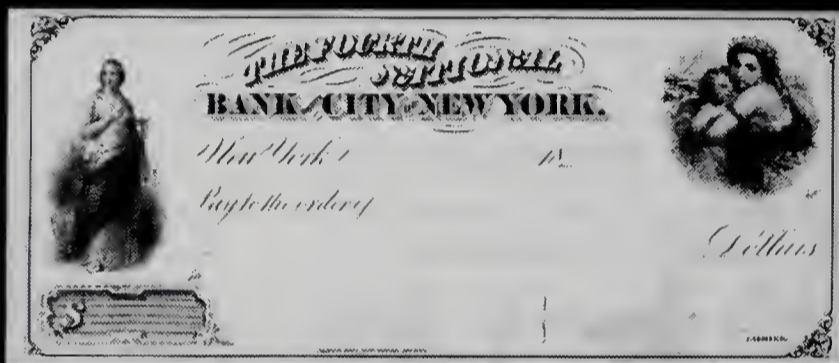 THE FOURTH
NATIONAL
BANK CITY NEW YORK.
New York, 18
Pay to the order of
Dollars
$